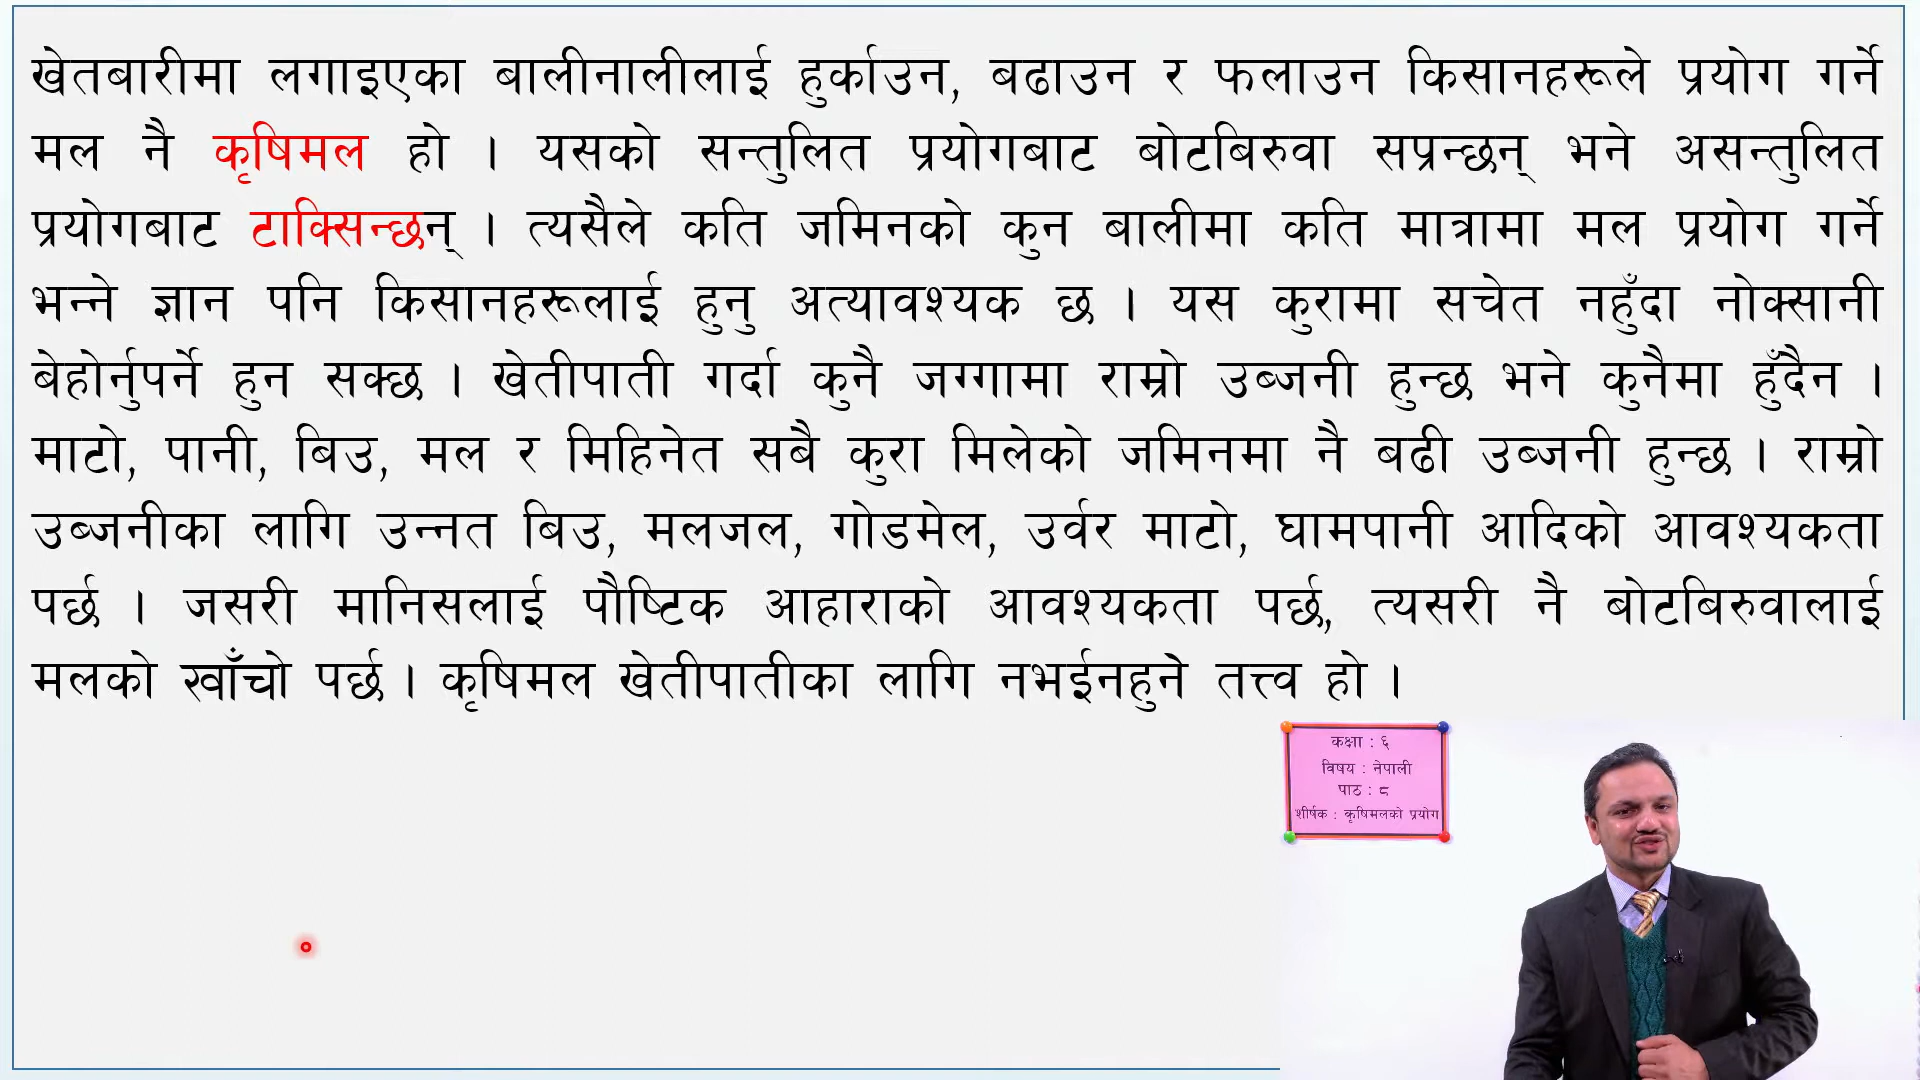 खेतबारीमा लगाइएका बालीनालीलाई हुर्काउन, बढाउन र फलाउन किसानहरूले प्रयोग गर्ने
मल नै कृषिमल हो । यसको सन्तुलित प्रयोगबाट बोटबिरुवा सप्रन्छन् भने असन्तुलित
प्रयोगबाट टाक्सिन्छन् । त्यसैले कति जमिनको कुन बालीमा कति मात्रामा मल प्रयोग गर्ने
भन्ने ज्ञान पनि किसानहरूलाई हुनु अत्यावश्यक छ । यस कुरामा सचेत नहुँदा नोक्सानी
बेहोर्नुपर्ने हुन सक्छ । खेतीपाती गर्दा कुनै जग्गामा राम्रो उब्जनी हुन्छ भने कुनैमा हुँदैन ।
माटो, पानी, बिउ, मल र मिहिनेत सबै कुरा मिलेको जमिनमा नै बढी उब्जनी हुन्छ । राम्रो
उब्जनीका लागि उन्नत बिउ, मलजल, गोडमेल, उर्वर माटो, घामपानी आदिको आवश्यकता
पर्छ । जसरी मानिसलाई पौष्टिक आहाराको आवश्यकता पर्छ, त्यसरी नै बोटबिरुवालाई
मलको खाँचो पर्छ । कृषिमल खेतीपातीका लागि नभईनहुने तत्त्व हो ।
कक्षा : ६
विषय : नेपाली
पाठ : ८
शीर्षक : कृषिमलको प्रयोग